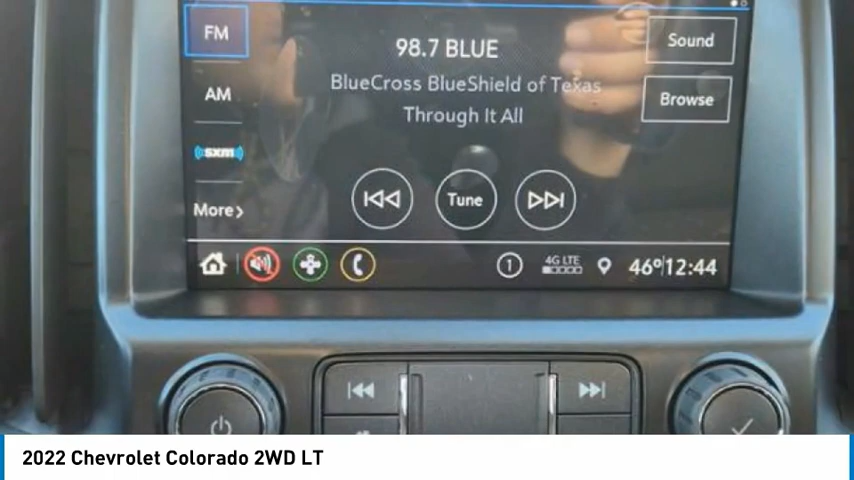 FM
98.7 BLUE
Sound
BlueCross BlueShield of Texas
AM
Browse
Through It All
sxm
Tune
More>
1
4G LTE
46° 12:44
2022 Chevrolet Colorado 2WD LT